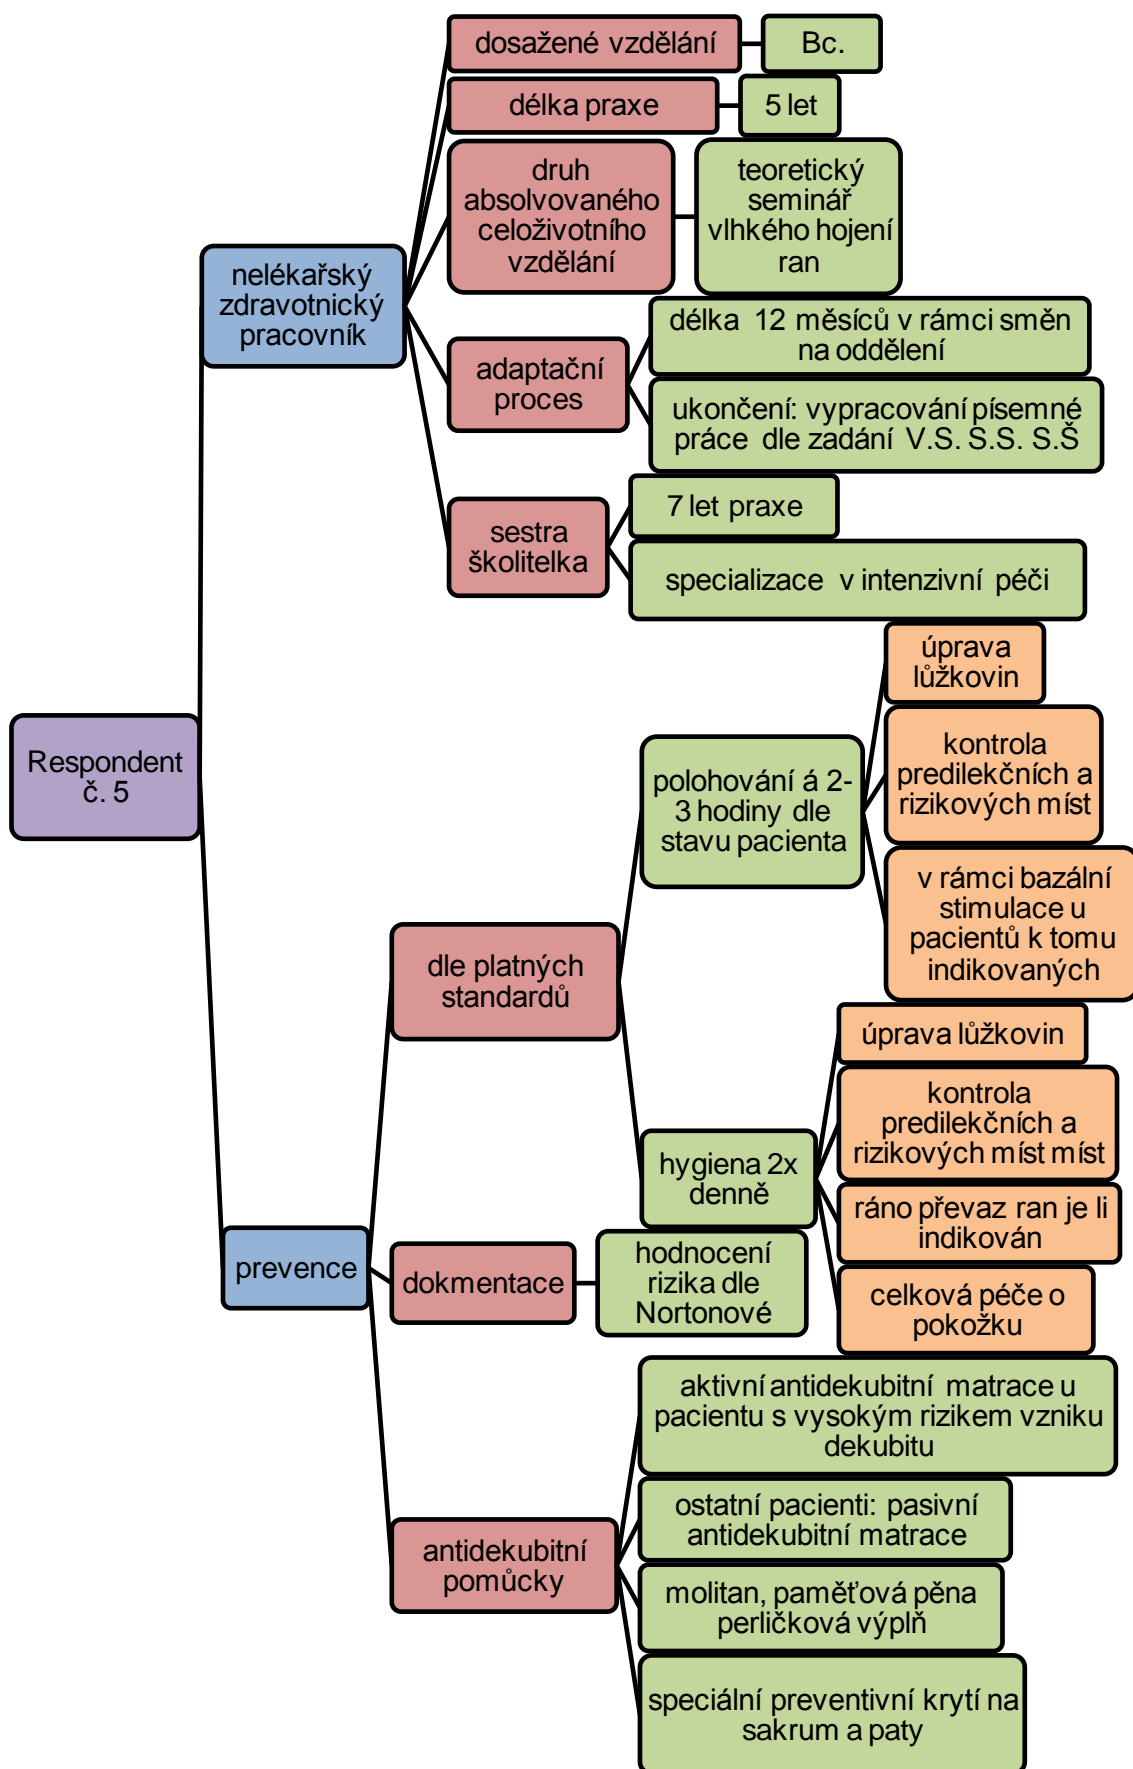 dosažené vzdělání
Bc.
délka praxe
5 let
druh
absolvovaného
celoživotního
vzdělání
teoretický
seminář
vlhkého hojení
ran
nelékařský
zdravotnický
pracovník
adaptační
proces
délka 12 měsíců v rámci směn
na oddělení
ukončení: vypracování písemné
práce dle zadání V.S. S.S. S.Š
sestra
školitelka
7 let praxe
specializace v intenzivní péči
Respondent
č. 5
prevence
dle platných
standardů
polohování á 2-
3 hodiny dle
stavu pacienta
úprava
lůžkovin
kontrola
predilekčních a
rizikových míst
v rámci bazální
stimulace u
pacientů k tomu
indikovaných
hygiena 2x
denně
úprava lůžkovin
kontrola
predilekčních a
rizikových míst míst
ráno převaz ran je li
indikován
celková péče o
pokožku
dokmentace
hodnocení
rizika dle
Nortonové
antidekubitní
pomůcky
aktivní antidekubitní matrace u
pacientu s vysokým rizikem vzniku
dekubitu
ostatní pacienti: pasivní
antidekubitní matrace
molitan, paměťová pěna
perličková výplň
speciální preventivní krytí na
sakrum a paty